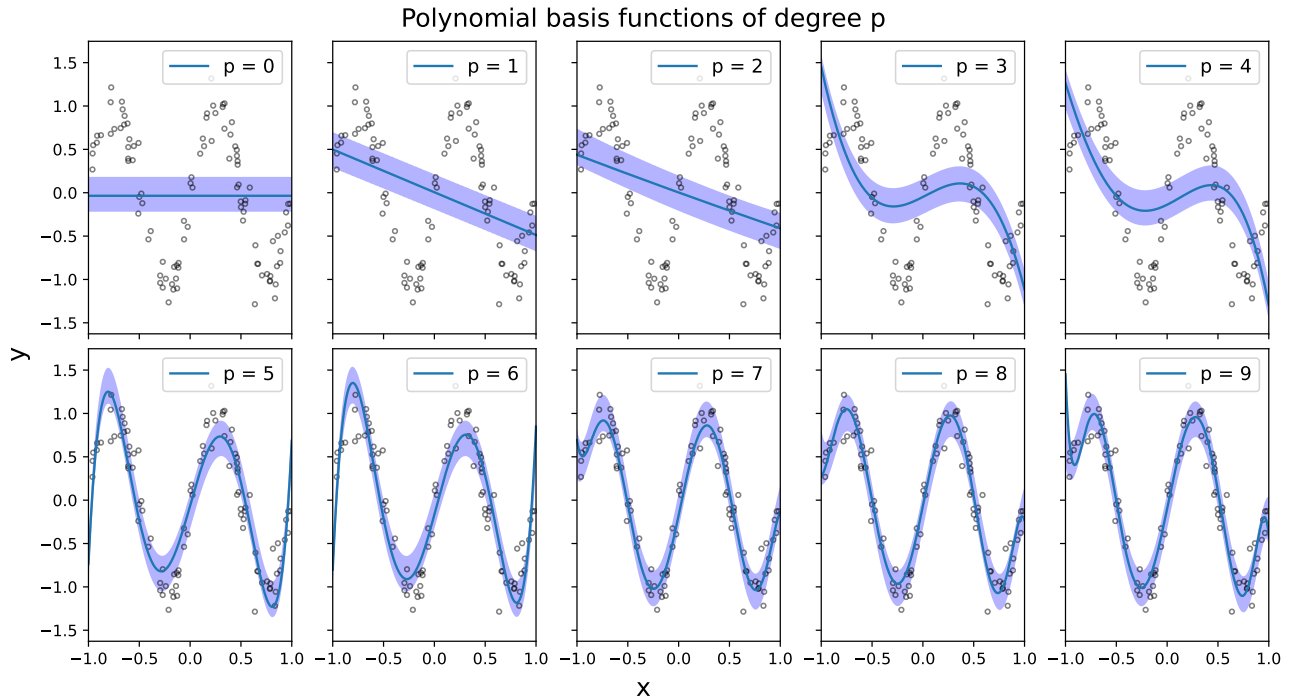 Polynomial basis functions of degree p
p = 0
p = 1
p = 2
p = 3
p = 4
1.5
1.0
0.5
0.0
−0.5
−1.0
−1.5
y
p = 5
p = 6
p = 7
p = 8
p = 9
1.5
1.0
0.5
0.0
−0.5
−1.0
−1.5
−1.0 −0.5 0.0 0.5 1.0
−1.0 −0.5 0.0 0.5 1.0
−1.0 −0.5 0.0 0.5 1.0
−1.0 −0.5 0.0 0.5 1.0
−1.0 −0.5 0.0 0.5 1.0
x